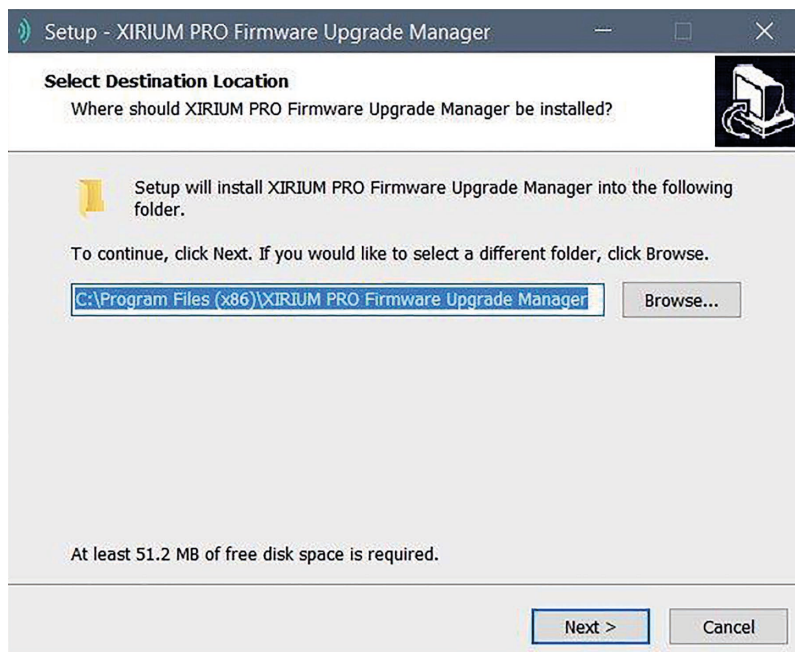 Setup - XIRIUM PRO Firmware Upgrade Manager
Select Destination Location
Where should XIRIUM PRO Firmware Upgrade Manager be installed?
Setup will install XIRIUM PRO Firmware Upgrade Manager into the following
folder.
To continue, click Next. If you would like to select a different folder, click Browse.
C:\Program Files (x86)\XIRIUM PRO Firmware Upgrade Manager
Browse...
At least 51.2 MB of free disk space is required.
Next >
Cancel